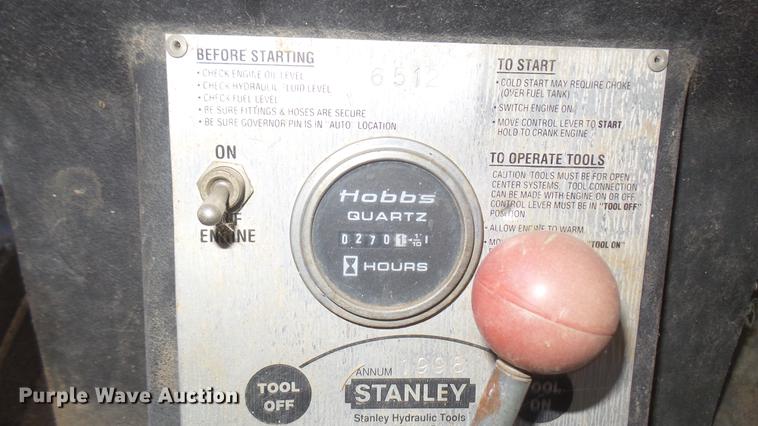 BEFORE STARTING
• CHECK ENGINE OIL LEVEL
• CHECK HYDRAULIC FLUID LEVEL
• CHECK FUEL LEVEL
• BE SURE FITTINGS & HOSES ARE SECURE
• BE SURE GOVERNOR PIN IS IN "AUTO" LOCATION
6512
TO START
• COLD START MAY REQUIRE CHOKE
(OVER FUEL TANK)
• SWITCH ENGINE ON
• MOVE CONTROL LEVER TO START
HOLD TO CRANK ENGINE
TO OPERATE TOOLS
CAUTION: TOOLS MUST BE FOR OPEN
CENTER SYSTEMS. TOOL CONNECTION
CAN BE MADE WITH ENGINE ON OR OFF.
CONTROL LEVER MUST BE IN "TOOL OFF"
POSITION
• ALLOW ENGINE TO WARM
"TOOL ON"
ON
ENGINE
Hobbs
QUARTZ
0270 1/10
HOURS
TOOL
OFF
ANNUM 1998
STANLEY
Stanley Hydraulic Tools
TOOL
ON
Purple Wave Auction